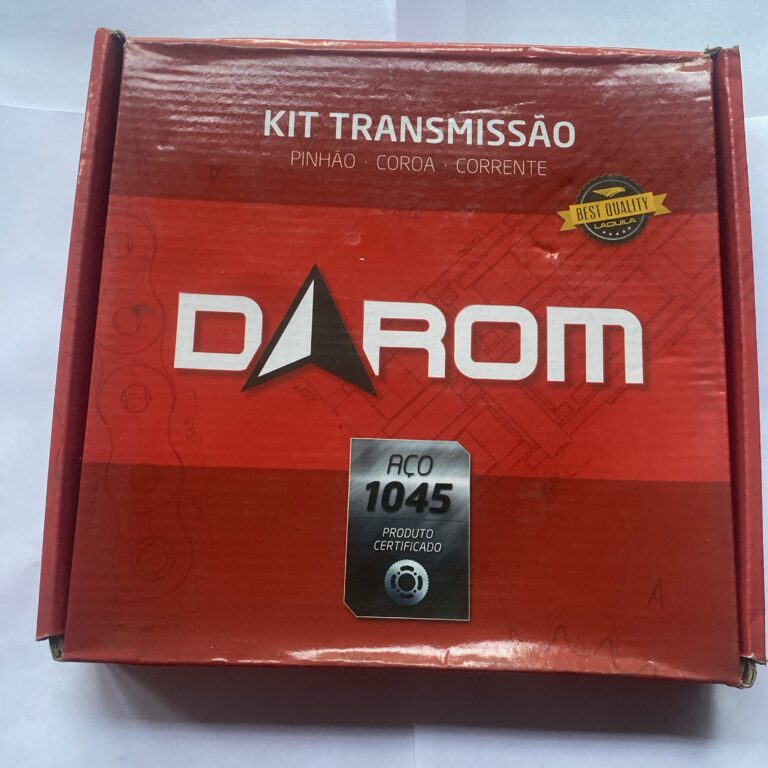 KIT TRANSMISSÃO
PINHÃO · COROA · CORRENTE
BEST QUALITY
LAQUILA
DAROM
AÇO
1045
PRODUTO
CERTIFICADO
A